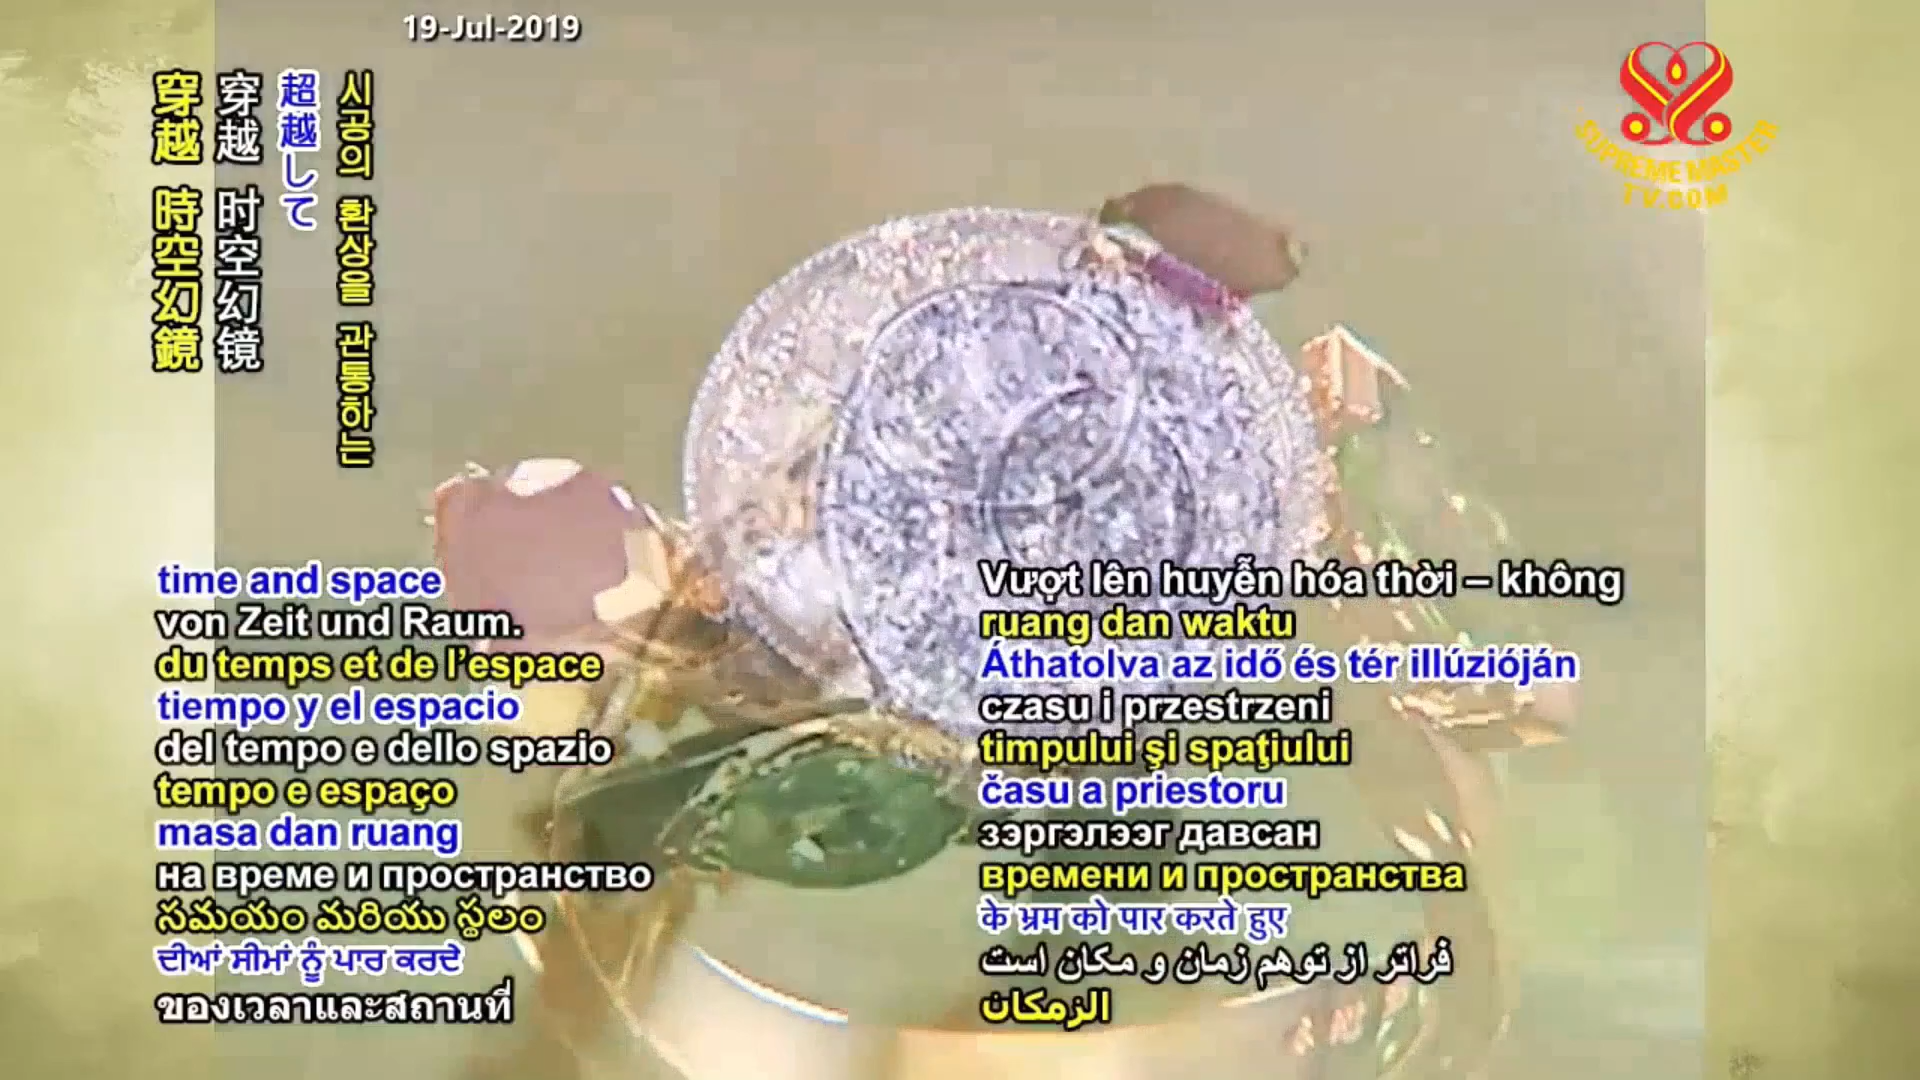 19-Jul-2019
SUPREME MASTER
TV.COM
穿越 時空幻鏡
穿越 时空幻镜
超越して
시공의 환상을 관통하는
time and space
von Zeit und Raum.
du temps et de l’espace
tiempo y el espacio
del tempo e dello spazio
tempo e espaço
masa dan ruang
на време и пространство
సమయం మరియు స్థలం
ਦੀਆਂ ਸੀਮਾਂ ਨੂੰ ਪਾਰ ਕਰਦੇ
ของเวลาและสถานที่
Vượt lên huyễn hóa thời – không
ruang dan waktu
Áthatolva az idő és tér illúzióján
czasu i przestrzeni
timpului şi spaţiului
času a priestoru
зэргэлээг давсан
времени и пространства
के भ्रम को पार करते हुए
فراتر از توهم زمان و مکان است
الزمكان